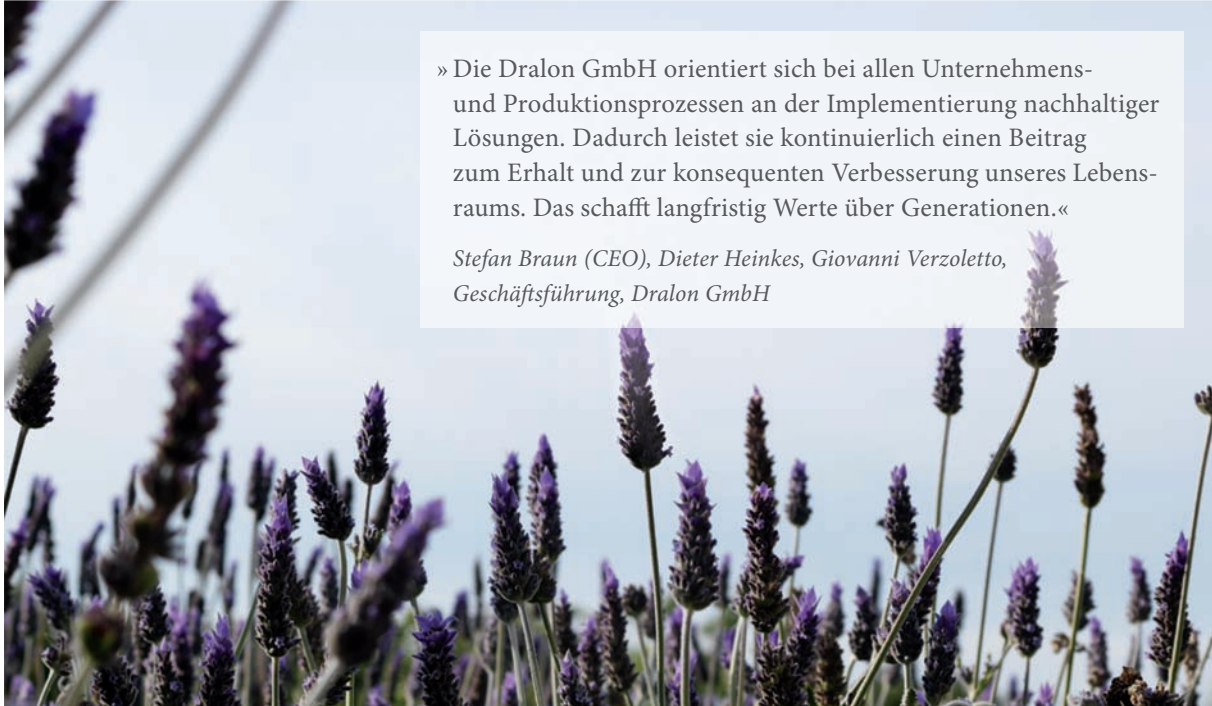 » Die Dralon GmbH orientiert sich bei allen Unternehmens-
und Produktionsprozessen an der Implementierung nachhaltiger
Lösungen. Dadurch leistet sie kontinuierlich einen Beitrag
zum Erhalt und zur konsequenten Verbesserung unseres Lebens-
raums. Das schafft langfristig Werte über Generationen.«
Stefan Braun (CEO), Dieter Heinkes, Giovanni Verzoletto,
Geschäftsführung, Dralon GmbH